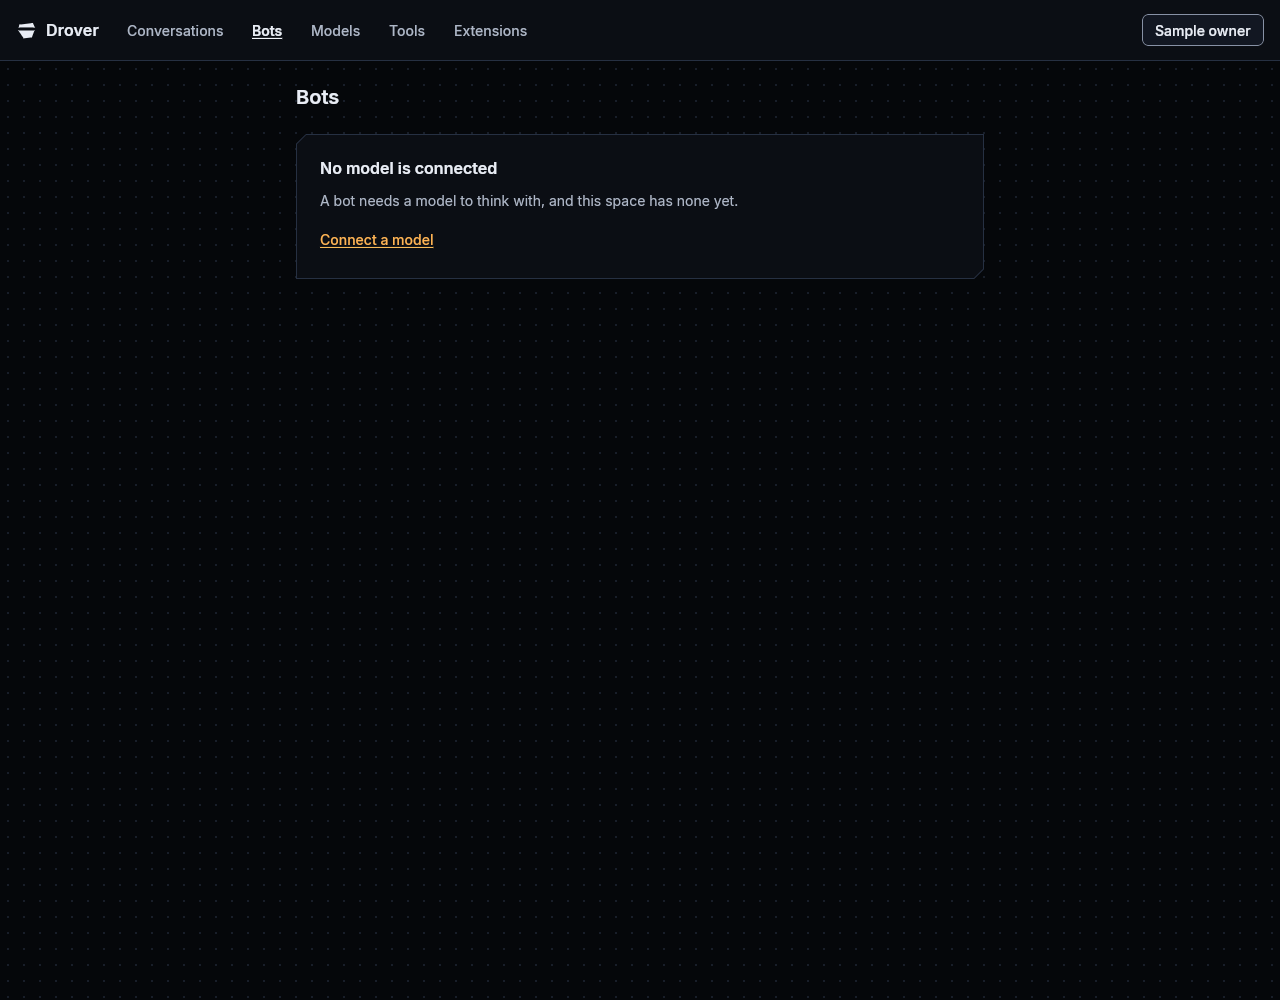 Drover
Conversations
Bots
Models
Tools
Extensions
Sample owner
Bots
No model is connected
A bot needs a model to think with, and this space has none yet.
Connect a model